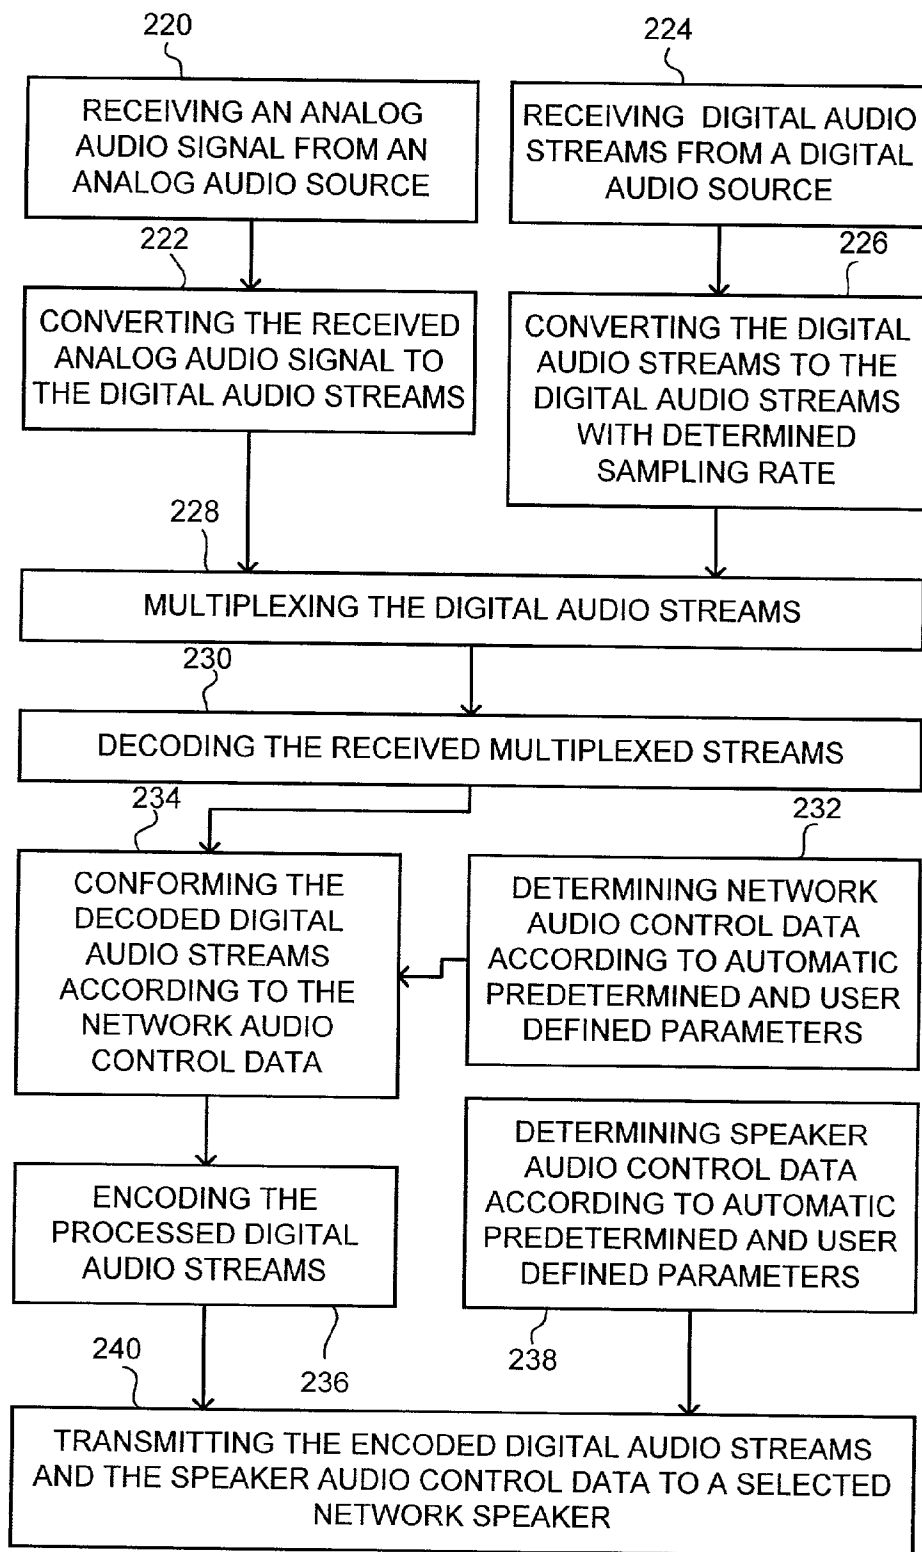 220
224
RECEIVING AN ANALOG
AUDIO SIGNAL FROM AN
ANALOG AUDIO SOURCE
RECEIVING DIGITAL AUDIO
STREAMS FROM A DIGITAL
AUDIO SOURCE
222
226
CONVERTING THE RECEIVED
ANALOG AUDIO SIGNAL TO
THE DIGITAL AUDIO STREAMS
CONVERTING THE DIGITAL
AUDIO STREAMS TO THE
DIGITAL AUDIO STREAMS
WITH DETERMINED
SAMPLING RATE
228
MULTIPLEXING THE DIGITAL AUDIO STREAMS
230
DECODING THE RECEIVED MULTIPLEXED STREAMS
234
232
CONFORMING THE
DECODED DIGITAL
AUDIO STREAMS
ACCORDING TO THE
NETWORK AUDIO
CONTROL DATA
DETERMINING NETWORK
AUDIO CONTROL DATA
ACCORDING TO AUTOMATIC
PREDETERMINED AND USER
DEFINED PARAMETERS
ENCODING THE
PROCESSED DIGITAL
AUDIO STREAMS
DETERMINING SPEAKER
AUDIO CONTROL DATA
ACCORDING TO AUTOMATIC
PREDETERMINED AND USER
DEFINED PARAMETERS
240
236
238
TRANSMITTING THE ENCODED DIGITAL AUDIO STREAMS
AND THE SPEAKER AUDIO CONTROL DATA TO A SELECTED
NETWORK SPEAKER